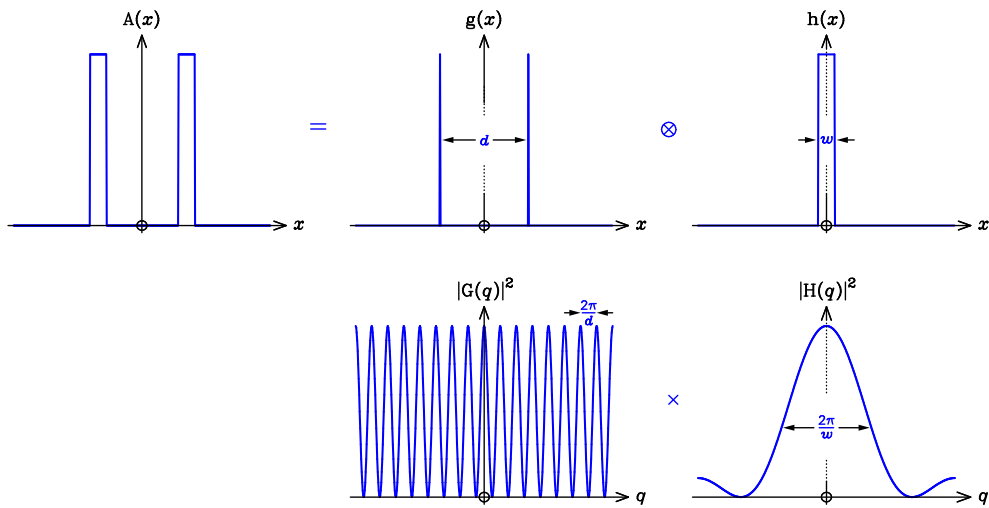 A(x)
g(x)
h(x)
=
d
⊗
w
x
x
x
|G(q)|²
|H(q)|²
2π/d
×
2π/w
q
q